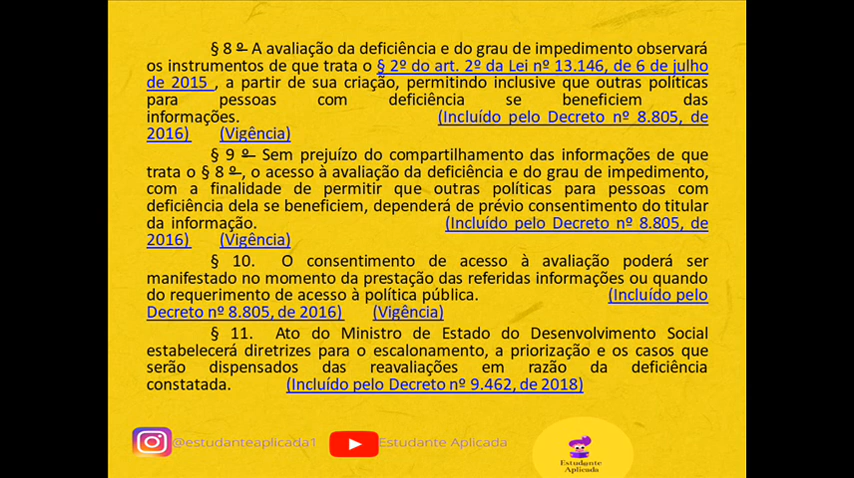 § 8 º A avaliação da deficiência e do grau de impedimento observará
os instrumentos de que trata o § 2º do art. 2º da Lei nº 13.146, de 6 de julho
de 2015 , a partir de sua criação, permitindo inclusive que outras políticas
para pessoas com deficiência se beneficiem das
informações. (Incluído pelo Decreto nº 8.805, de
2016) (Vigência)
§ 9 º Sem prejuízo do compartilhamento das informações de que
trata o § 8 º , o acesso à avaliação da deficiência e do grau de impedimento,
com a finalidade de permitir que outras políticas para pessoas com
deficiência dela se beneficiem, dependerá de prévio consentimento do titular
da informação. (Incluído pelo Decreto nº 8.805, de
2016) (Vigência)
§ 10. O consentimento de acesso à avaliação poderá ser
manifestado no momento da prestação das referidas informações ou quando
do requerimento de acesso à política pública. (Incluído pelo
Decreto nº 8.805, de 2016) (Vigência)
§ 11. Ato do Ministro de Estado do Desenvolvimento Social
estabelecerá diretrizes para o escalonamento, a priorização e os casos que
serão dispensados das reavaliações em razão da deficiência
constatada. (Incluído pelo Decreto nº 9.462, de 2018)
@estudanteaplicada1 Estudante Aplicada
Estudante
Aplicada